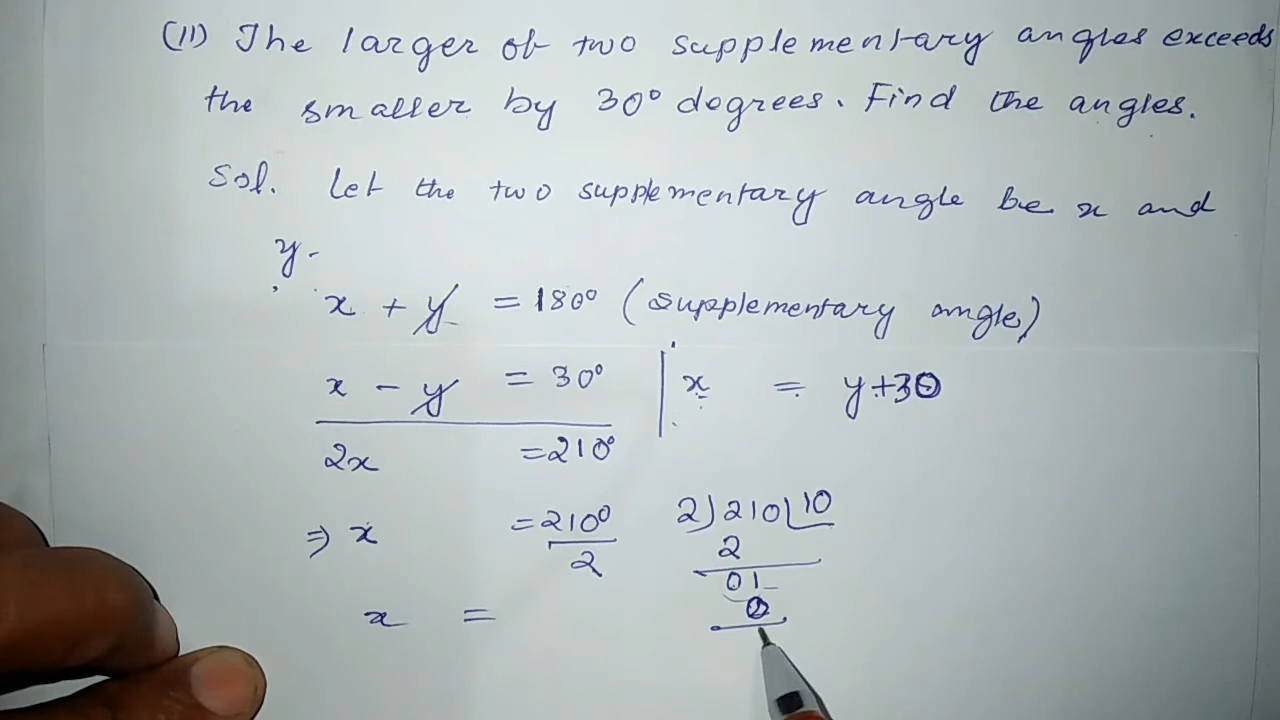 (11) The larger of two supplementary angles exceeds
the smaller by 30° degrees. Find the angles.
Sol. Let the two supplementary angle be x and
y.
x + y = 180° (supplementary angle)
x - y = 30° | x = y+30
2x = 210°
⇒ x = 210°/2 2)210(10
2
01
x = 0